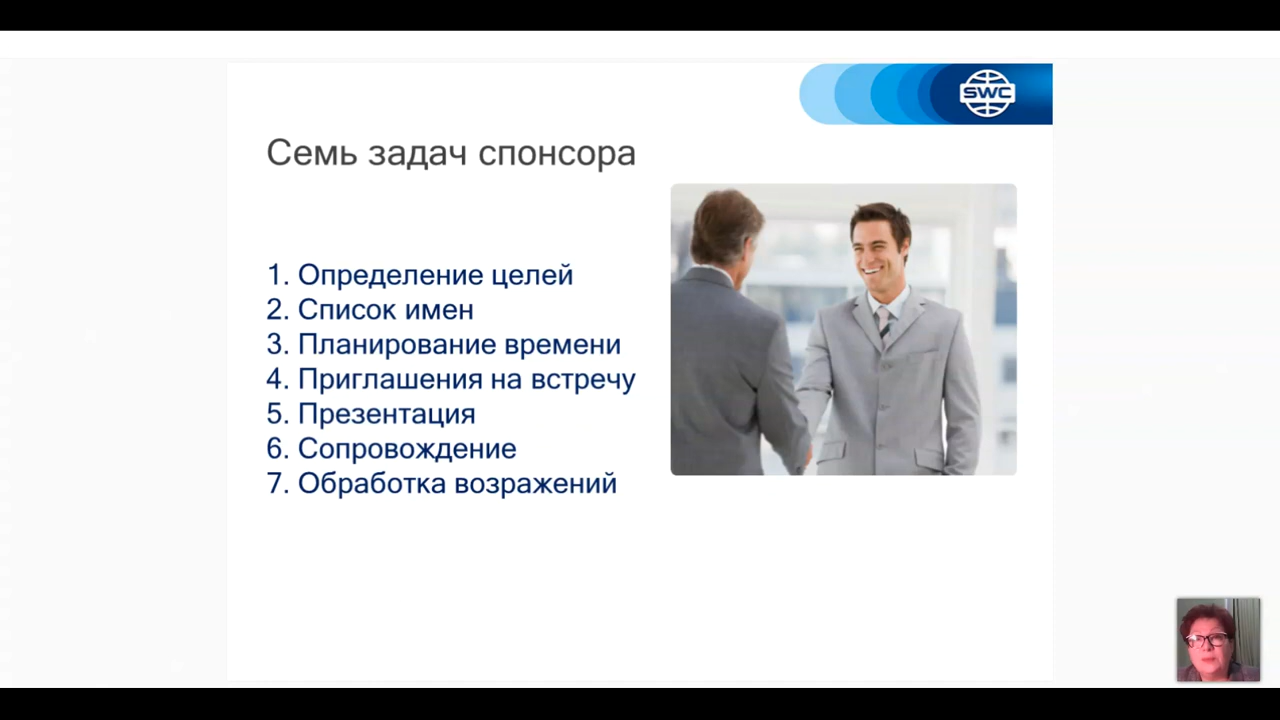 SWC
Семь задач спонсора
1. Определение целей
2. Список имен
3. Планирование времени
4. Приглашения на встречу
5. Презентация
6. Сопровождение
7. Обработка возражений